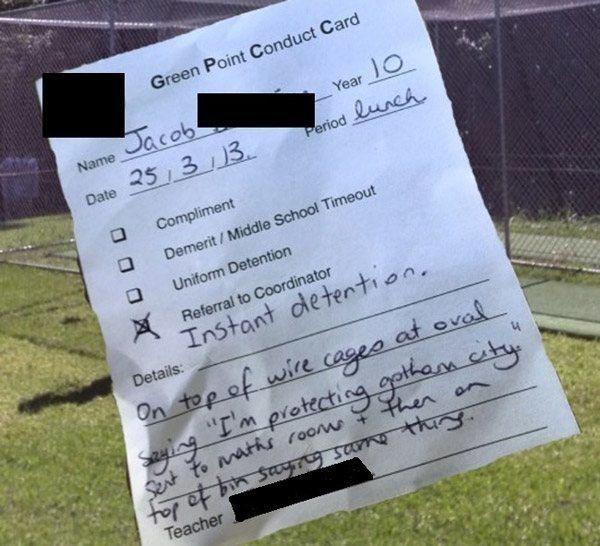 Green Point Conduct Card
Name Jacob Year 10
Date 25/3/13. Period lunch
Compliment
Demerit / Middle School Timeout
Uniform Detention
Referral to Coordinator
Instant detention.
Details:
On top of wire cages at oval
saying "I'm protecting gotham city."
Sent to maths rooms + then on
top of bin saying same thing.
Teacher